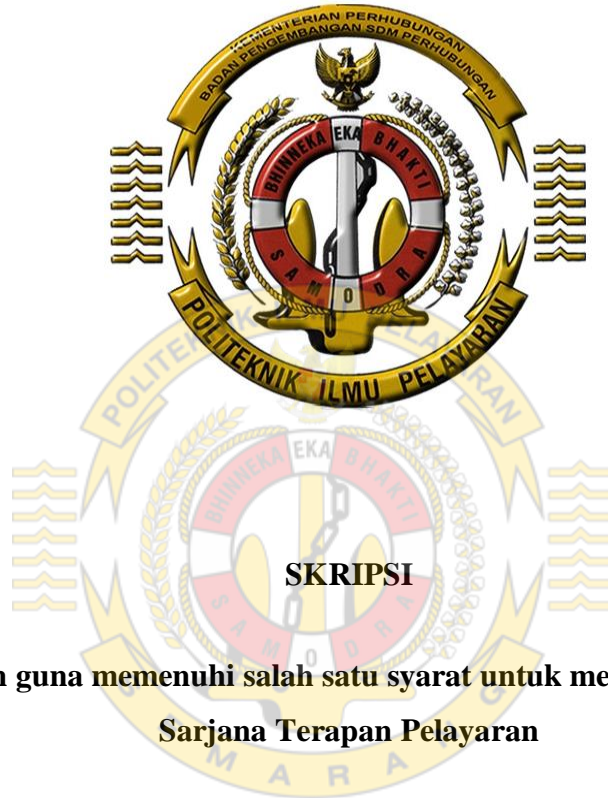 KEMENTERIAN PERHUBUNGAN
BADAN PENGEMBANGAN SDM PERHUBUNGAN
BHINNEKA EKA BHAKTI
SAMODRA
POLITEKNIK ILMU PELAYARAN
EKA
SKRIPSI
n guna memenuhi salah satu syarat untuk me
Sarjana Terapan Pelayaran